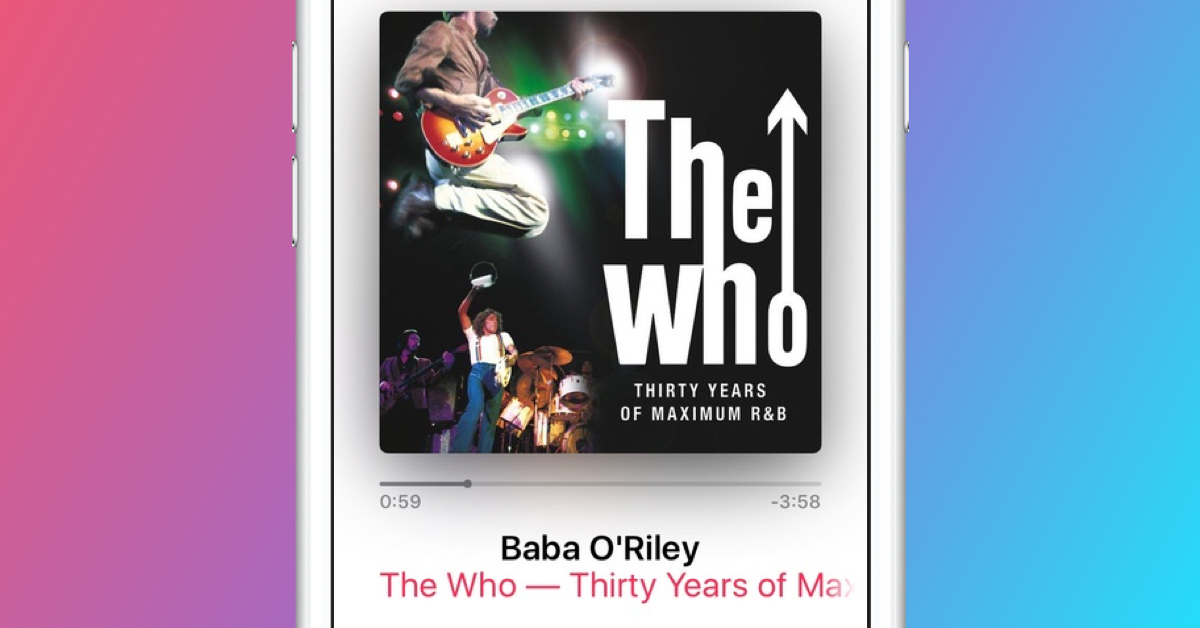 The
who
THIRTY YEARS
OF MAXIMUM R&B
0:59 -3:58
Baba O'Riley
The Who — Thirty Years of Max